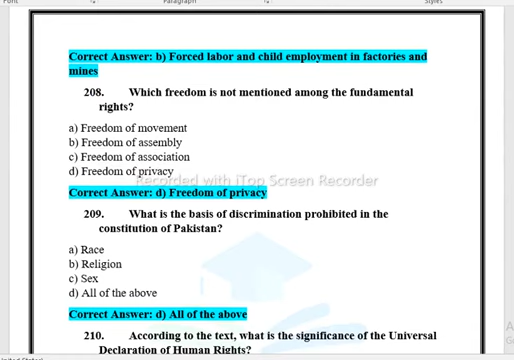 Font
Paragraph
Styles
Correct Answer: b) Forced labor and child employment in factories and
mines
208. Which freedom is not mentioned among the fundamental
rights?
a) Freedom of movement
b) Freedom of assembly
c) Freedom of association
d) Freedom of privacy
Recorded with iTop Screen Recorder
Correct Answer: d) Freedom of privacy
209. What is the basis of discrimination prohibited in the
constitution of Pakistan?
a) Race
b) Religion
c) Sex
d) All of the above
Correct Answer: d) All of the above
210. According to the text, what is the significance of the Universal
Declaration of Human Rights?